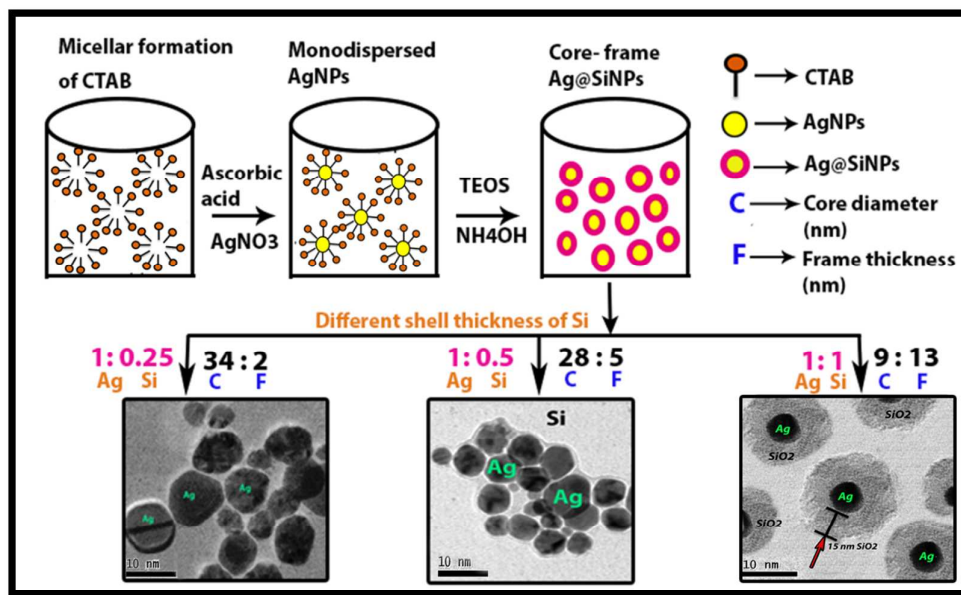 Micellar formation
of CTAB
Monodispersed
AgNPs
Core- frame
Ag@SiNPs
CTAB
AgNPs
Ag@SiNPs
C
Core diameter
(nm)
F
Frame thickness
(nm)
Ascorbic
acid
AgNO3
TEOS
NH4OH
Different shell thickness of Si
1:0.25
Ag Si
34:2
C F
1:0.5
Ag Si
28:5
C F
1:1
Ag Si
9:13
C F
Ag
Ag
Ag
10 nm
Si
Ag
Ag
10 nm
SiO2
Ag
SiO2
Ag
SiO2
15 nm SiO2
Ag
10 nm